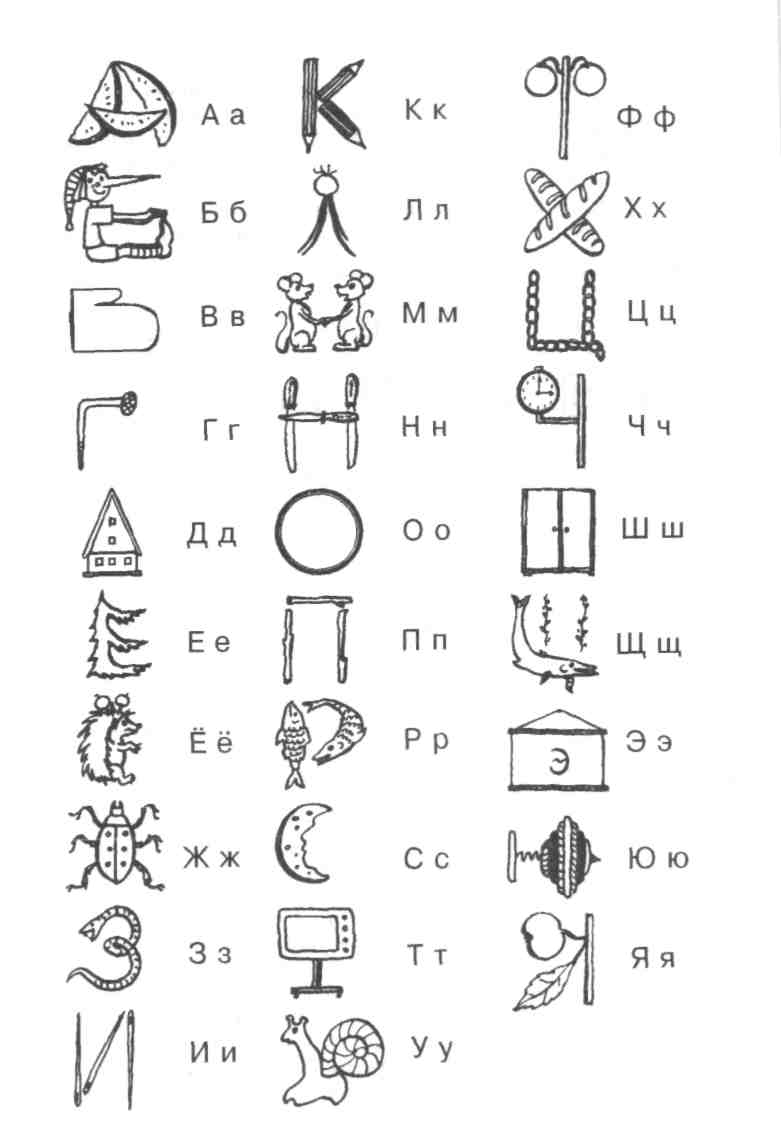 А а
Б б
В в
Г г
Д д
Е е
Ё ё
Ж ж
З з
И и
К к
Л л
М м
Н н
О о
П п
Р р
С с
Т т
У у
Ф ф
Х х
Ц ц
Ч ч
Ш ш
Щ щ
Э
Э э
Ю ю
Я я